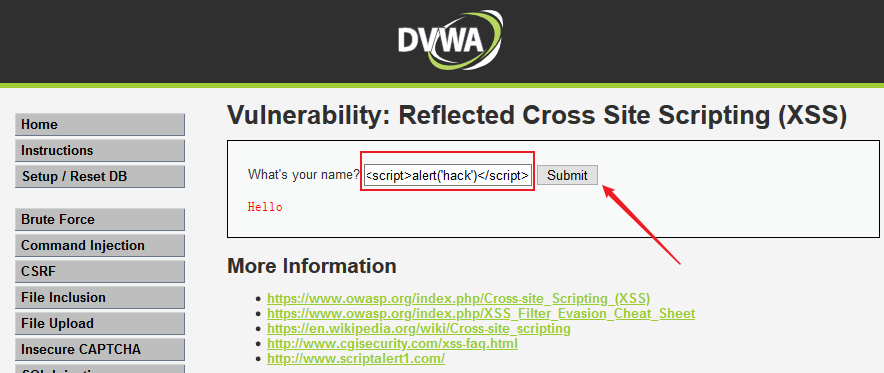 DVWA
Vulnerability: Reflected Cross Site Scripting (XSS)
Home
Instructions
Setup / Reset DB
Brute Force
Command Injection
CSRF
File Inclusion
File Upload
Insecure CAPTCHA
What's your name? <script>alert('hack')</script> Submit
Hello
More Information
https://www.owasp.org/index.php/Cross-site_Scripting_(XSS)
https://www.owasp.org/index.php/XSS_Filter_Evasion_Cheat_Sheet
https://en.wikipedia.org/wiki/Cross-site_scripting
http://www.cgisecurity.com/xss-faq.html
http://www.scriptalert1.com/